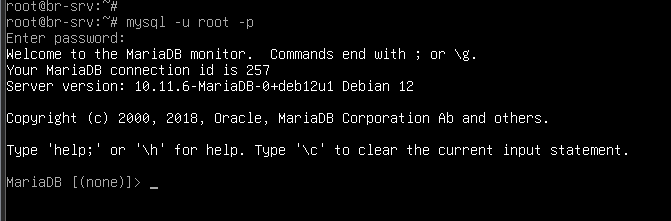 root@br-srv:~#
root@br-srv:~# mysql -u root -p
Enter password:
Welcome to the MariaDB monitor.  Commands end with ; or \g.
Your MariaDB connection id is 257
Server version: 10.11.6-MariaDB-0+deb12u1 Debian 12
Copyright (c) 2000, 2018, Oracle, MariaDB Corporation Ab and others.
Type 'help;' or '\h' for help. Type '\c' to clear the current input statement.
MariaDB [(none)]> _